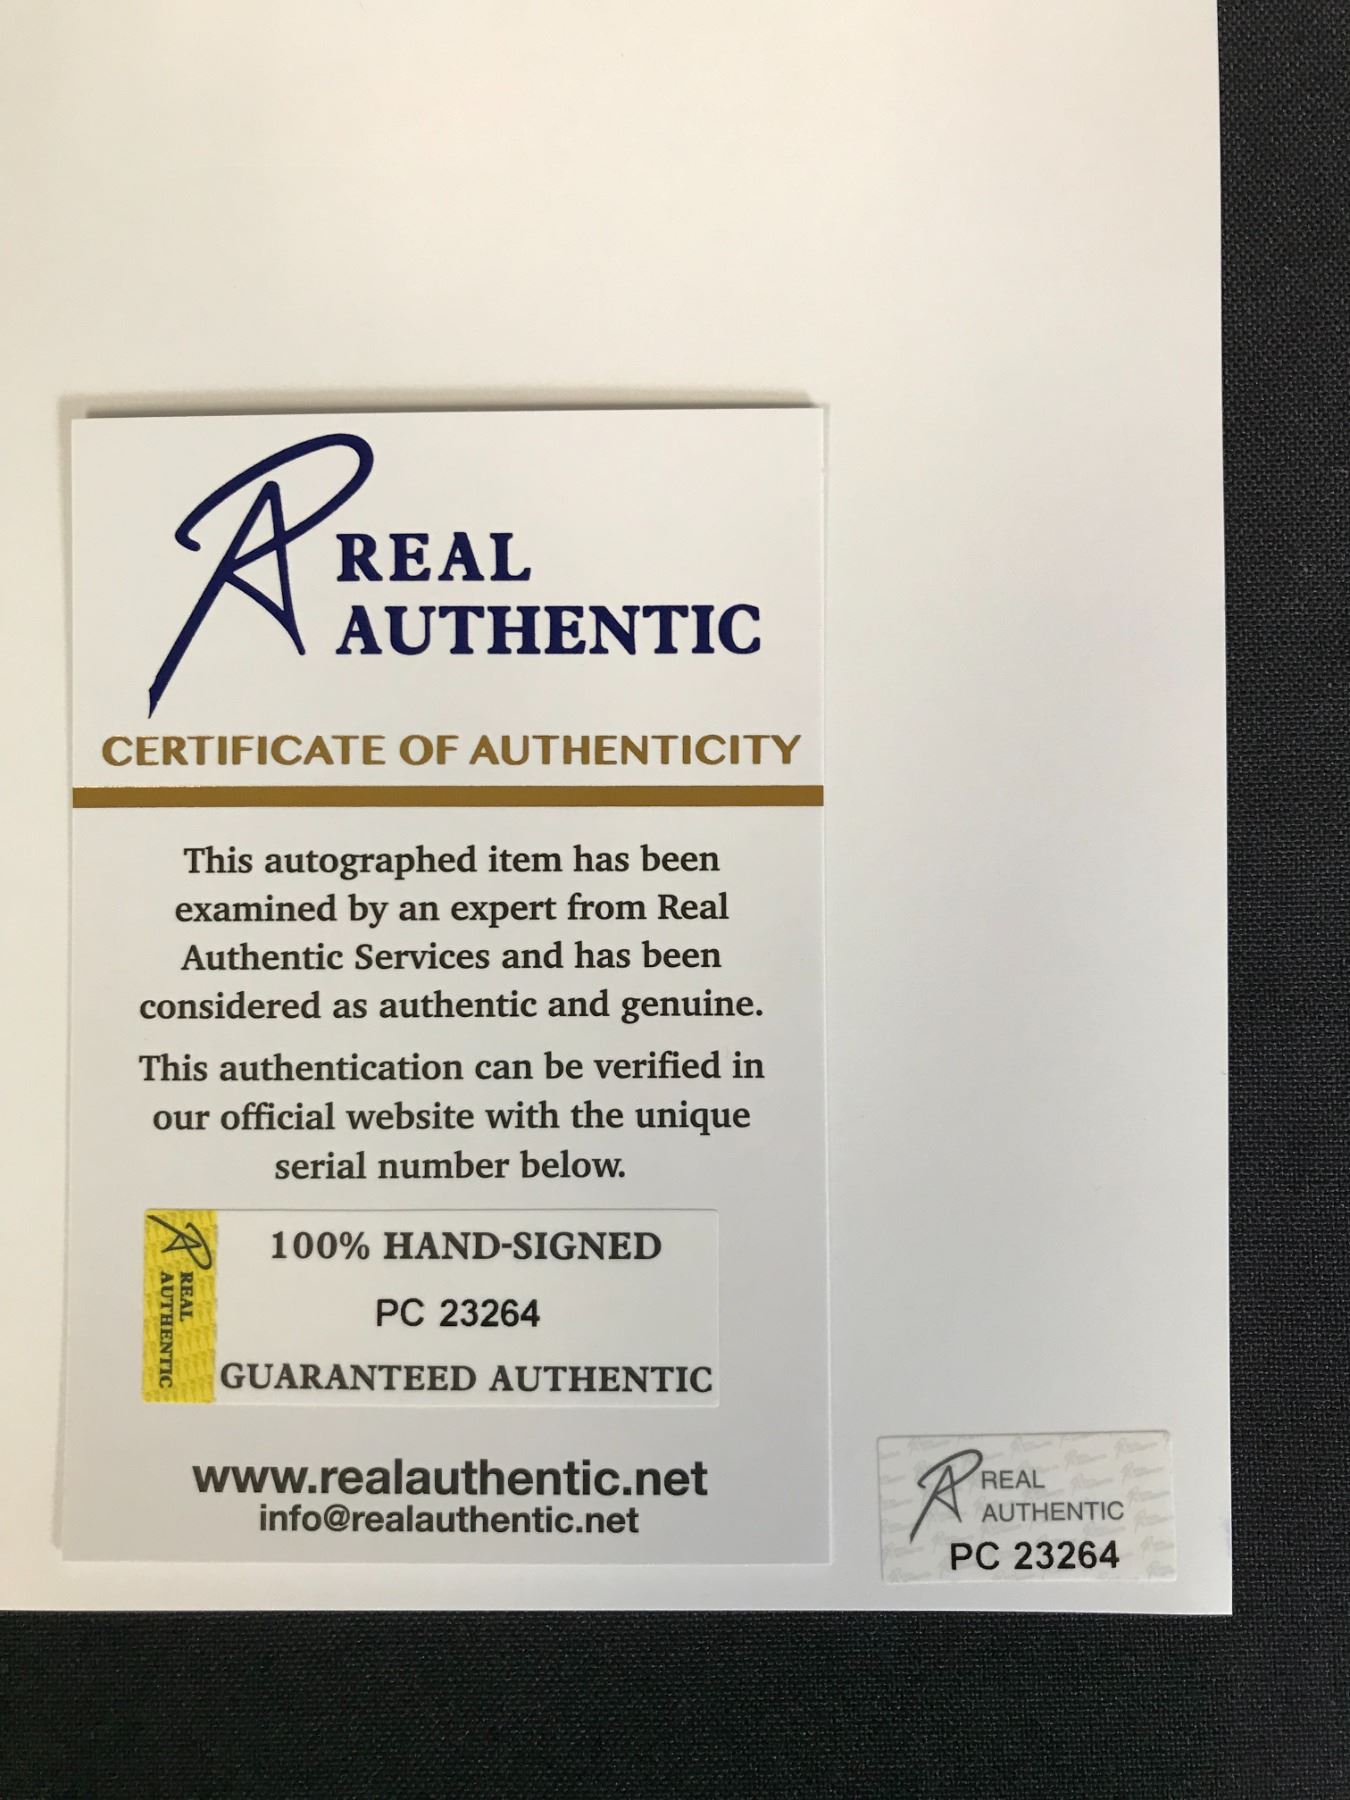 REAL
AUTHENTIC
CERTIFICATE OF AUTHENTICITY
This autographed item has been
examined by an expert from Real
Authentic Services and has been
considered as authentic and genuine.
This authentication can be verified in
our official website with the unique
serial number below.
REAL
AUTHENTIC
100% HAND-SIGNED
PC 23264
GUARANTEED AUTHENTIC
www.realauthentic.net
info@realauthentic.net
REAL
AUTHENTIC
PC 23264